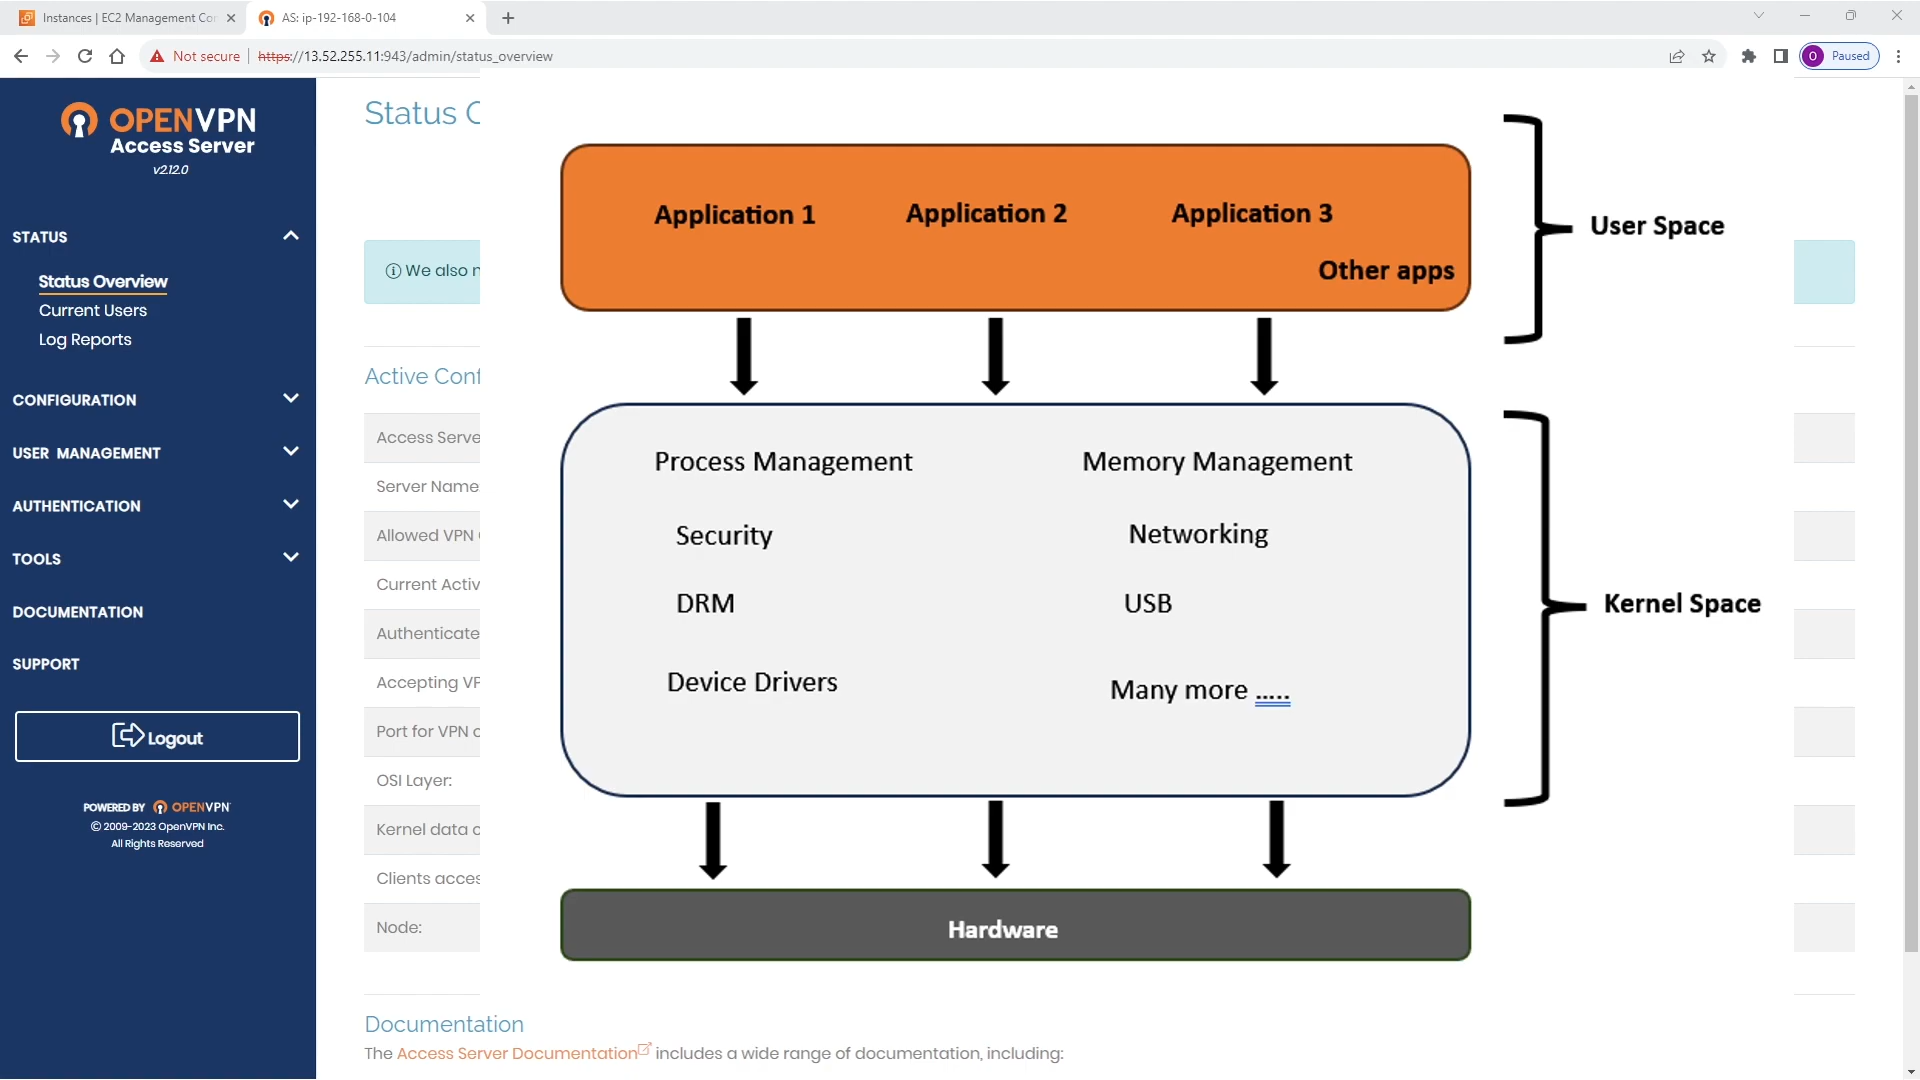 Instances | EC2 Management Cor
AS: ip-192-168-0-104
Not secure
https://13.52.255.11:943/admin/status_overview
O
Paused
OPENVPN
Access Server
v2.12.0
STATUS
Status Overview
Current Users
Log Reports
CONFIGURATION
USER MANAGEMENT
AUTHENTICATION
TOOLS
DOCUMENTATION
SUPPORT
Logout
POWERED BY OPENVPN
© 2009-2023 OpenVPN Inc.
All Rights Reserved
Status O
We also n
Active Conf
Access Serve
Server Name:
Allowed VPN
Current Activ
Authenticate
Accepting VP
Port for VPN c
OSI Layer:
Kernel data c
Clients acces
Node:
Documentation
The Access Server Documentation includes a wide range of documentation, including:
Application 1
Application 2
Application 3
Other apps
User Space
Process Management
Memory Management
Security
Networking
DRM
USB
Device Drivers
Many more .....
Kernel Space
Hardware